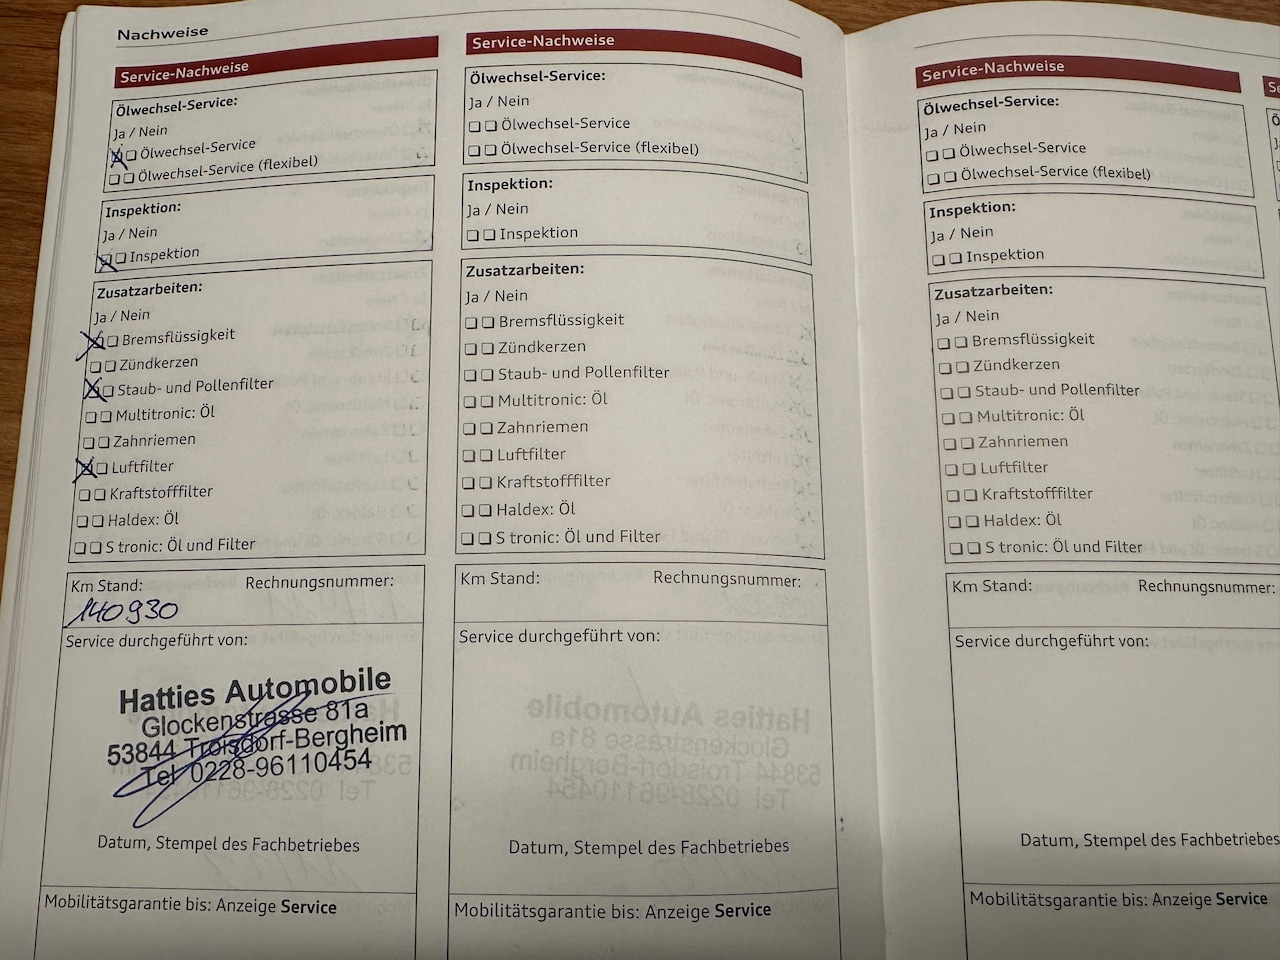 Nachweise
Service-Nachweise
Ölwechsel-Service:
Ja / Nein
Ölwechsel-Service
Ölwechsel-Service (flexibel)
Inspektion:
Ja / Nein
Inspektion
Zusatzarbeiten:
Ja / Nein
Bremsflüssigkeit
Zündkerzen
Staub- und Pollenfilter
Multitronic: Öl
Zahnriemen
Luftfilter
Kraftstofffilter
Haldex: Öl
S tronic: Öl und Filter
Km Stand: Rechnungsnummer:
140930
Service durchgeführt von:
Hatties Automobile
Glockenstrasse 81a
53844 Troisdorf-Bergheim
Tel 0228-96110454
Datum, Stempel des Fachbetriebes
Mobilitätsgarantie bis: Anzeige Service
Service-Nachweise
Ölwechsel-Service:
Ja / Nein
Ölwechsel-Service
Ölwechsel-Service (flexibel)
Inspektion:
Ja / Nein
Inspektion
Zusatzarbeiten:
Ja / Nein
Bremsflüssigkeit
Zündkerzen
Staub- und Pollenfilter
Multitronic: Öl
Zahnriemen
Luftfilter
Kraftstofffilter
Haldex: Öl
S tronic: Öl und Filter
Km Stand: Rechnungsnummer:
Service durchgeführt von:
Datum, Stempel des Fachbetriebes
Mobilitätsgarantie bis: Anzeige Service
Service-Nachweise
Ölwechsel-Service:
Ja / Nein
Ölwechsel-Service
Ölwechsel-Service (flexibel)
Inspektion:
Ja / Nein
Inspektion
Zusatzarbeiten:
Ja / Nein
Bremsflüssigkeit
Zündkerzen
Staub- und Pollenfilter
Multitronic: Öl
Zahnriemen
Luftfilter
Kraftstofffilter
Haldex: Öl
S tronic: Öl und Filter
Km Stand: Rechnungsnummer:
Service durchgeführt von:
Datum, Stempel des Fachbetriebes
Mobilitätsgarantie bis: Anzeige Service